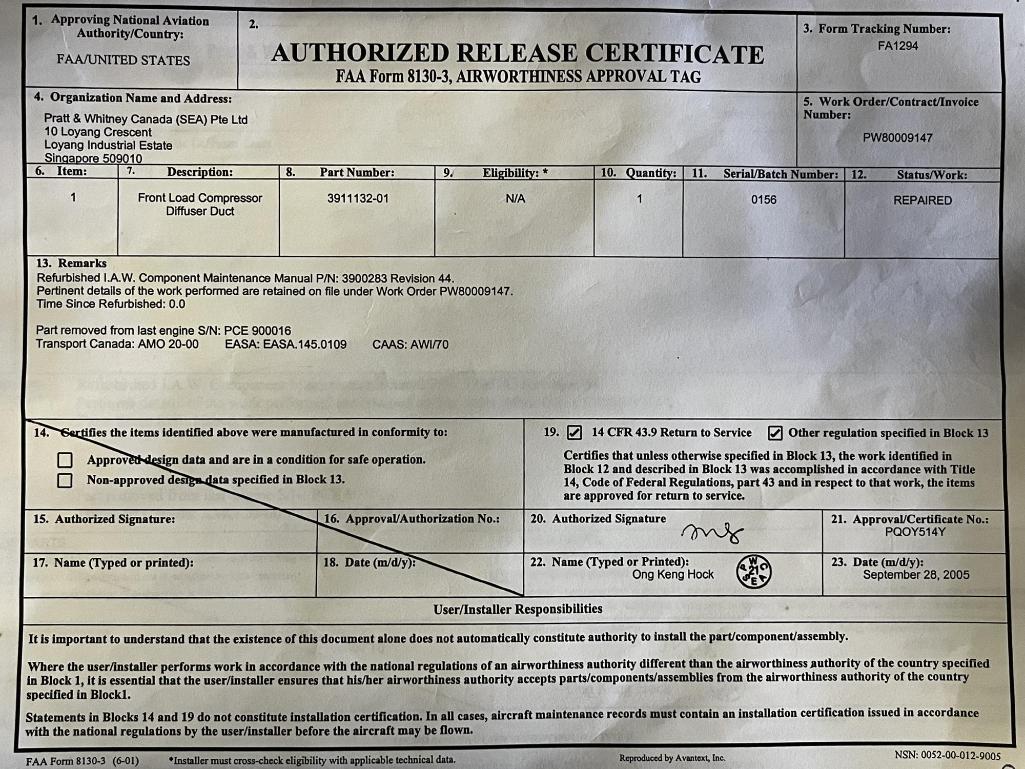 1. Approving National Aviation Authority/Country:
FAA/UNITED STATES
2.
AUTHORIZED RELEASE CERTIFICATE
FAA Form 8130-3, AIRWORTHINESS APPROVAL TAG
3. Form Tracking Number:
FA1294
4. Organization Name and Address:
Pratt & Whitney Canada (SEA) Pte Ltd
10 Loyang Crescent
Loyang Industrial Estate
Singapore 509010
5. Work Order/Contract/Invoice
Number:
PW80009147
6. Item: 7. Description: 8. Part Number: 9. Eligibility: * 10. Quantity: 11. Serial/Batch Number: 12. Status/Work:
1 Front Load Compressor 3911132-01 N/A 1 0156 REPAIRED
Diffuser Duct
13. Remarks
Refurbished I.A.W. Component Maintenance Manual P/N: 3900283 Revision 44.
Pertinent details of the work performed are retained on file under Work Order PW80009147.
Time Since Refurbished: 0.0
Part removed from last engine S/N: PCE 900016
Transport Canada: AMO 20-00 EASA: EASA.145.0109 CAAS: AWI/70
14. Certifies the items identified above were manufactured in conformity to:
Approved design data and are in a condition for safe operation.
Non-approved design data specified in Block 13.
19. 14 CFR 43.9 Return to Service Other regulation specified in Block 13
Certifies that unless otherwise specified in Block 13, the work identified in
Block 12 and described in Block 13 was accomplished in accordance with Title
14, Code of Federal Regulations, part 43 and in respect to that work, the items
are approved for return to service.
15. Authorized Signature: 16. Approval/Authorization No.:
20. Authorized Signature
21. Approval/Certificate No.:
PQOY514Y
17. Name (Typed or printed): 18. Date (m/d/y):
22. Name (Typed or Printed):
Ong Keng Hock
23. Date (m/d/y):
September 28, 2005
User/Installer Responsibilities
It is important to understand that the existence of this document alone does not automatically constitute authority to install the part/component/assembly.
Where the user/installer performs work in accordance with the national regulations of an airworthiness authority different than the airworthiness authority of the country specified
in Block 1, it is essential that the user/installer ensures that his/her airworthiness authority accepts parts/components/assemblies from the airworthiness authority of the country
specified in Block1.
Statements in Blocks 14 and 19 do not constitute installation certification. In all cases, aircraft maintenance records must contain an installation certification issued in accordance
with the national regulations by the user/installer before the aircraft may be flown.
FAA Form 8130-3 (6-01) *Installer must cross-check eligibility with applicable technical data. Reproduced by Avantext, Inc. NSN: 0052-00-012-9005